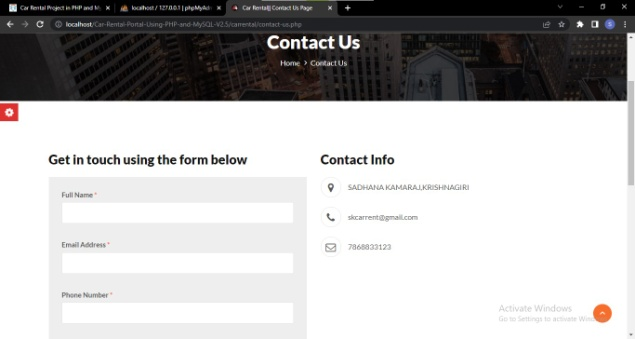 Car Rental Project in PHP and My
localhost / 127.0.0.1 | phpMyAdm
Car Rental|| Contact Us Page
localhost/Car-Rental-Portal-Using-PHP-and-MySQL-V2.5/carrental/contact-us.php
Contact Us
Home > Contact Us
Get in touch using the form below
Full Name *
Email Address *
Phone Number *
Contact Info
SADHANA KAMARAJ,KRISHNAGIRI
skcarrent@gmail.com
7868833123
Activate Windows
Go to Settings to activate Wind